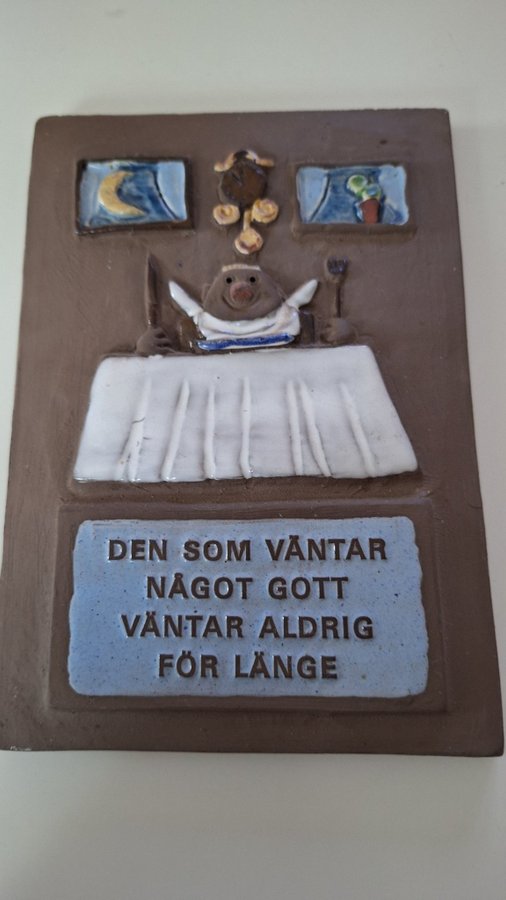 DEN SOM VÄNTAR
NÅGOT GOTT
VÄNTAR ALDRIG
FÖR LÄNGE